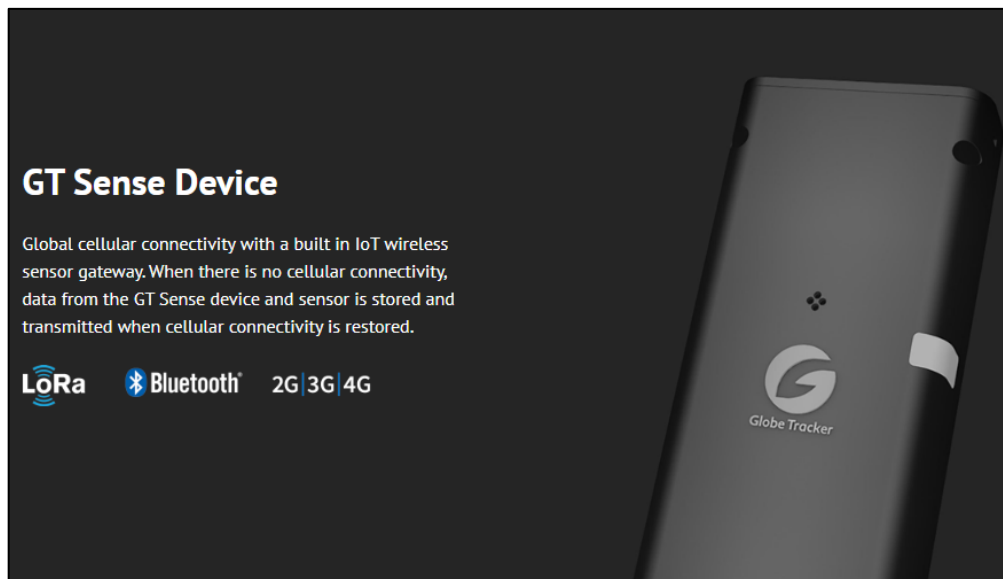 GT Sense Device
Global cellular connectivity with a built in IoT wireless
sensor gateway. When there is no cellular connectivity,
data from the GT Sense device and sensor is stored and
transmitted when cellular connectivity is restored.
LoRa Bluetooth® 2G|3G|4G
Globe Tracker